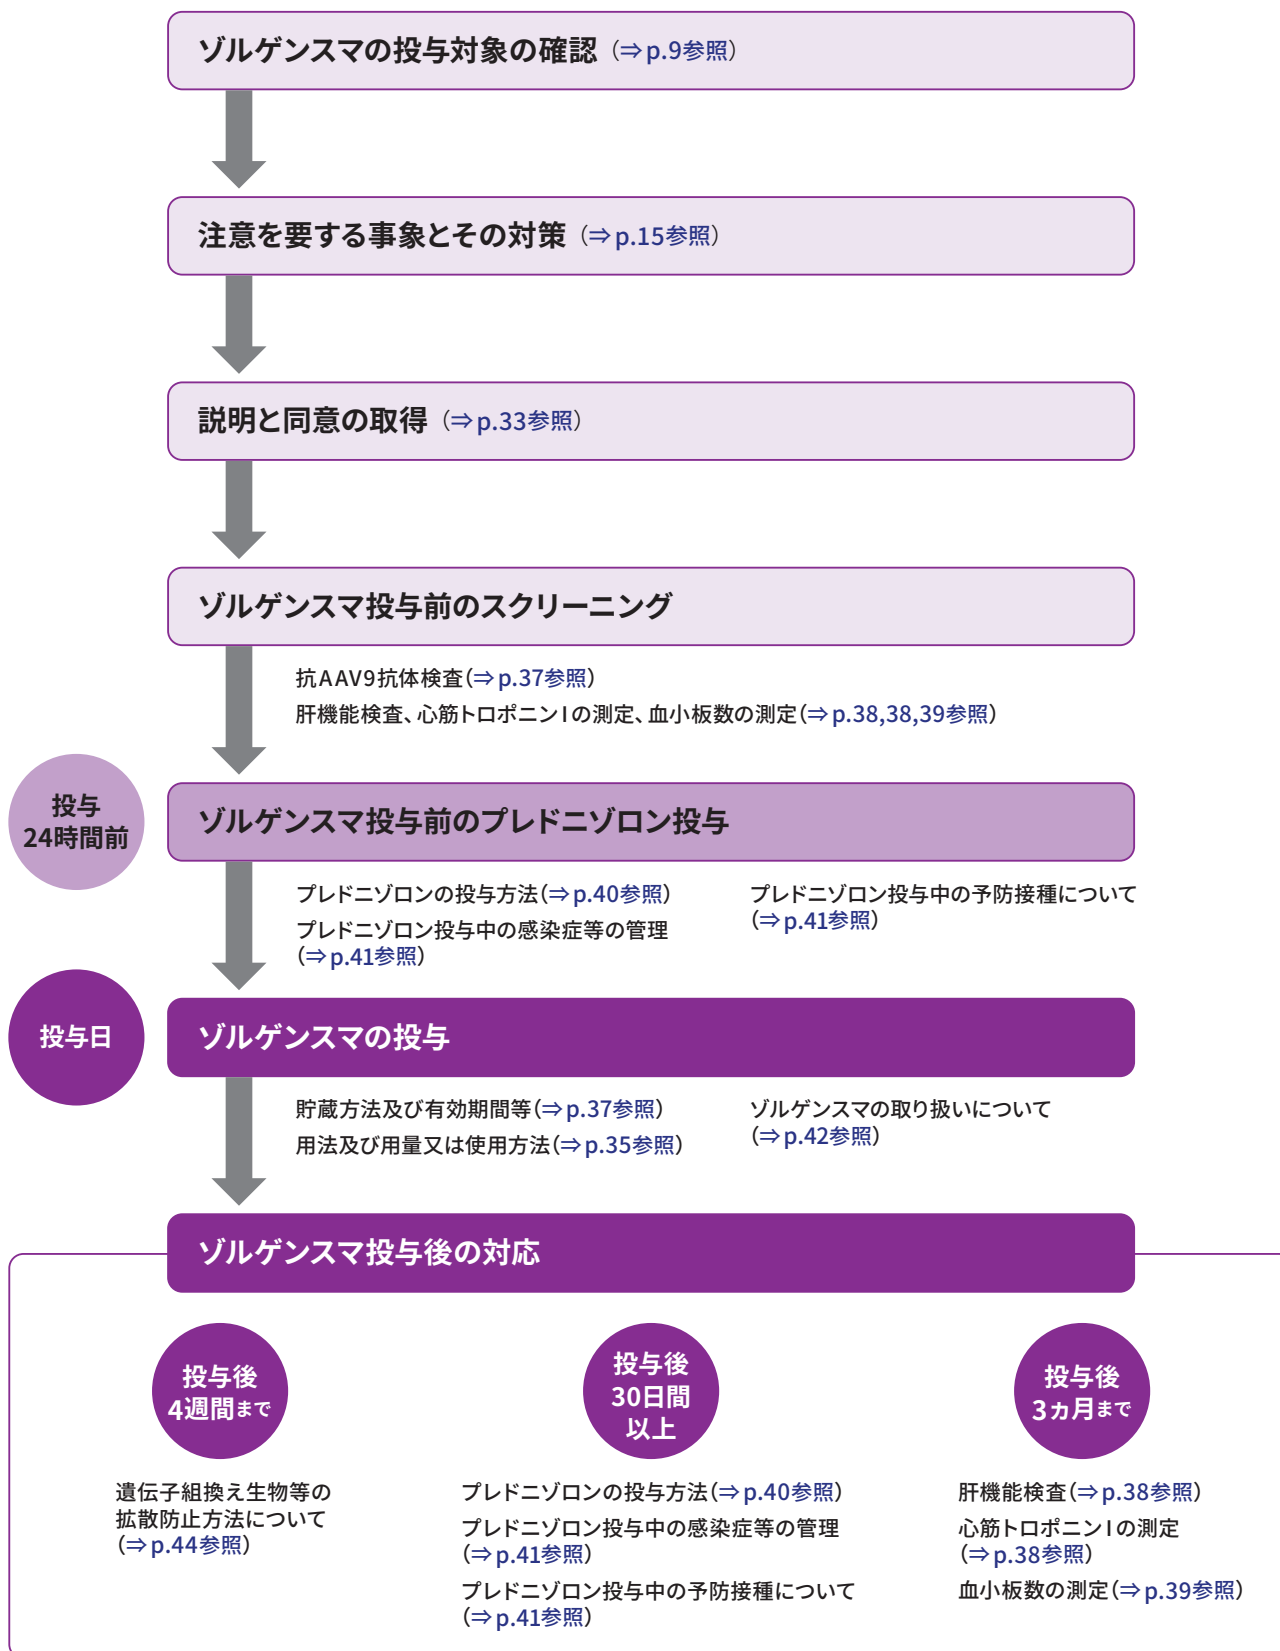 ゾルゲンスマの投与対象の確認（⇒p.9参照）
注意を要する事象とその対策（⇒p.15参照）
説明と同意の取得（⇒p.33参照）
ゾルゲンスマ投与前のスクリーニング
抗AAV9抗体検査（⇒p.37参照）
肝機能検査、心筋トロポニンIの測定、血小板数の測定（⇒p.38,38,39参照）
投与
24時間前
ゾルゲンスマ投与前のプレドニゾロン投与
プレドニゾロンの投与方法（⇒p.40参照）
プレドニゾロン投与中の感染症等の管理
（⇒p.41参照）
プレドニゾロン投与中の予防接種について
（⇒p.41参照）
投与日
ゾルゲンスマの投与
貯蔵方法及び有効期間等（⇒p.37参照）
用法及び用量又は使用方法（⇒p.35参照）
ゾルゲンスマの取り扱いについて
（⇒p.42参照）
ゾルゲンスマ投与後の対応
投与後
4週間まで
遺伝子組換え生物等の
拡散防止方法について
（⇒p.44参照）
投与後
30日間
以上
プレドニゾロンの投与方法（⇒p.40参照）
プレドニゾロン投与中の感染症等の管理
（⇒p.41参照）
プレドニゾロン投与中の予防接種について
（⇒p.41参照）
投与後
3ヵ月まで
肝機能検査（⇒p.38参照）
心筋トロポニンIの測定
（⇒p.38参照）
血小板数の測定（⇒p.39参照）